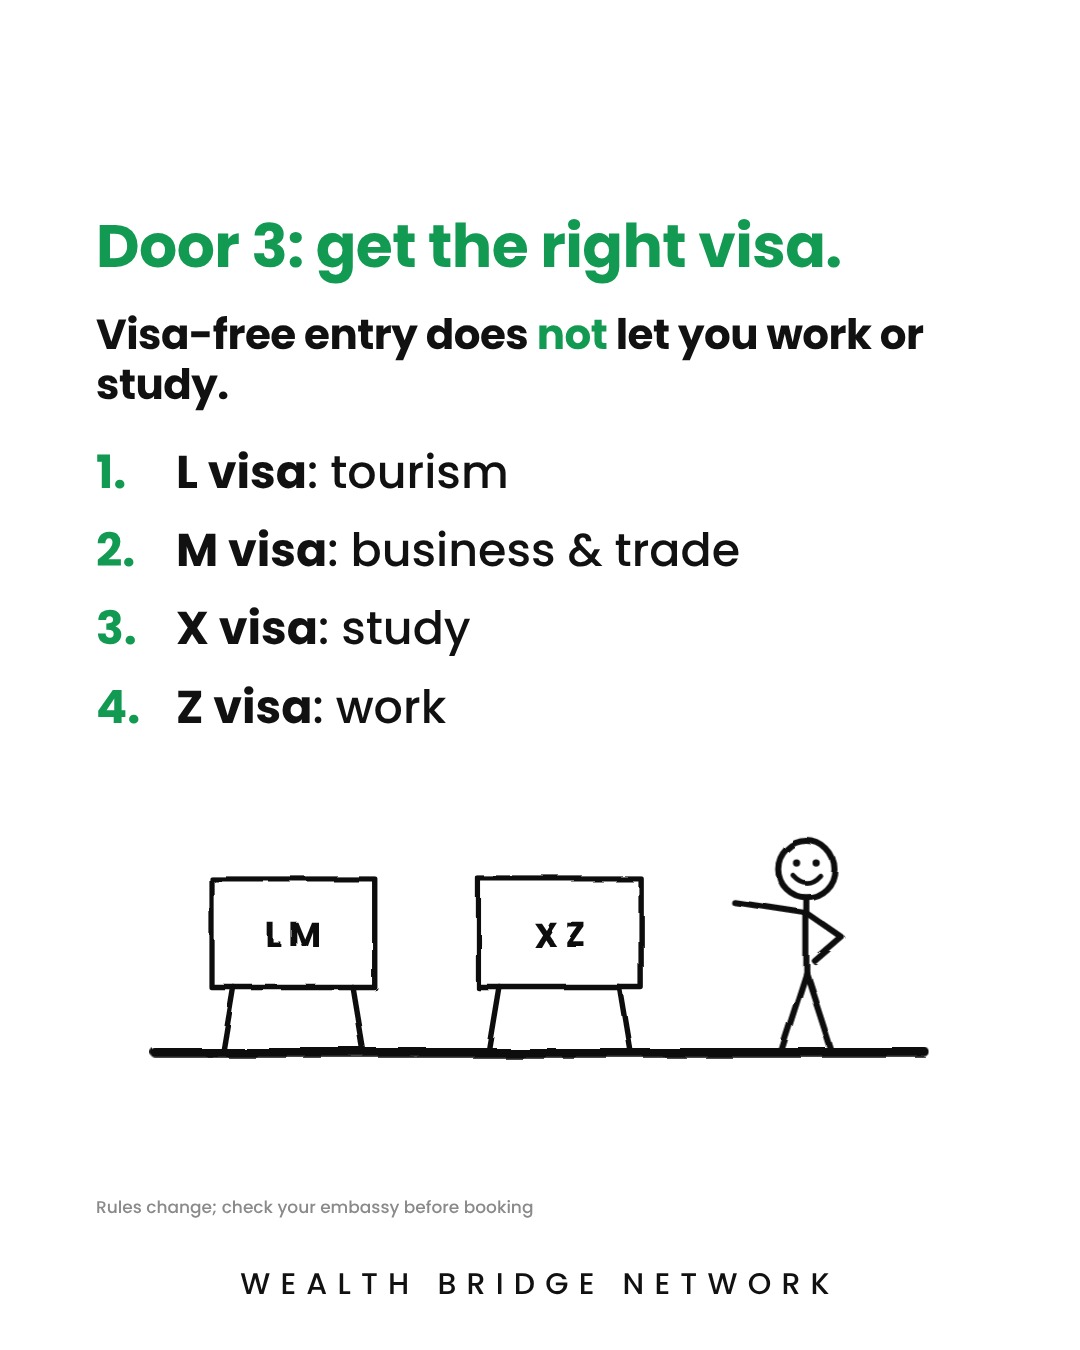 Door 3: get the right visa.
Visa-free entry does not let you work or
study.
1. L visa: tourism
2. M visa: business & trade
3. X visa: study
4. Z visa: work
L M
X Z
Rules change; check your embassy before booking
WEALTH BRIDGE NETWORK